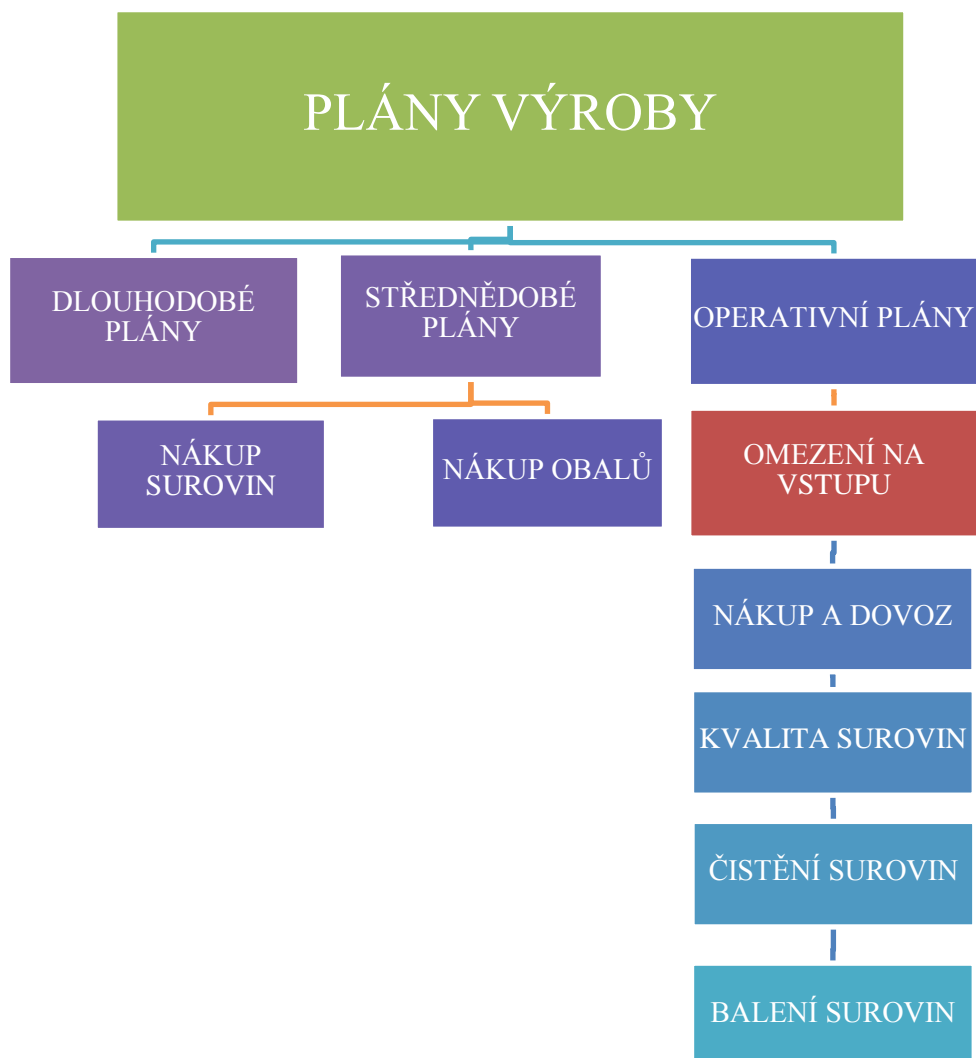 PLÁNY VÝROBY
DLOUHODOBÉ
PLÁNY
STŘEDNĚDOBÉ
PLÁNY
OPERATIVNÍ PLÁNY
NÁKUP
SUROVIN
NÁKUP OBALŮ
OMEZENÍ NA
VSTUPU
NÁKUP A DOVOZ
KVALITA SUROVIN
ČISTĚNÍ SUROVIN
BALENÍ SUROVIN